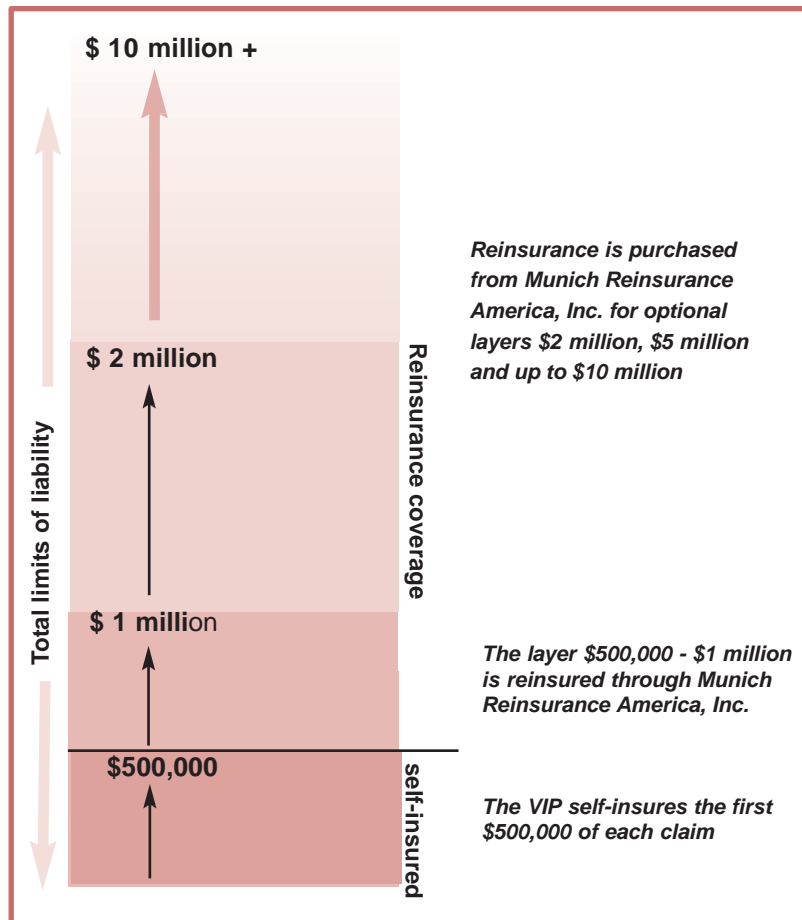 $ 10 million +
Reinsurance is purchased
from Munich Reinsurance
America, Inc. for optional
layers $2 million, $5 million
and up to $10 million
$ 2 million
Reinsurance coverage
Total limits of liability
$ 1 million
The layer $500,000 - $1 million
is reinsured through Munich
Reinsurance America, Inc.
$500,000
self-insured
The VIP self-insures the first
$500,000 of each claim